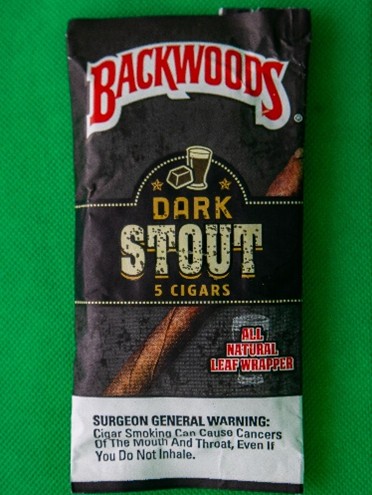 BACKWOODS®
DARK
STOUT
5 CIGARS
ALL
NATURAL
LEAF WRAPPER
SURGEON GENERAL WARNING:
Cigar Smoking Can Cause Cancers
Of The Mouth And Throat, Even If
You Do Not Inhale.